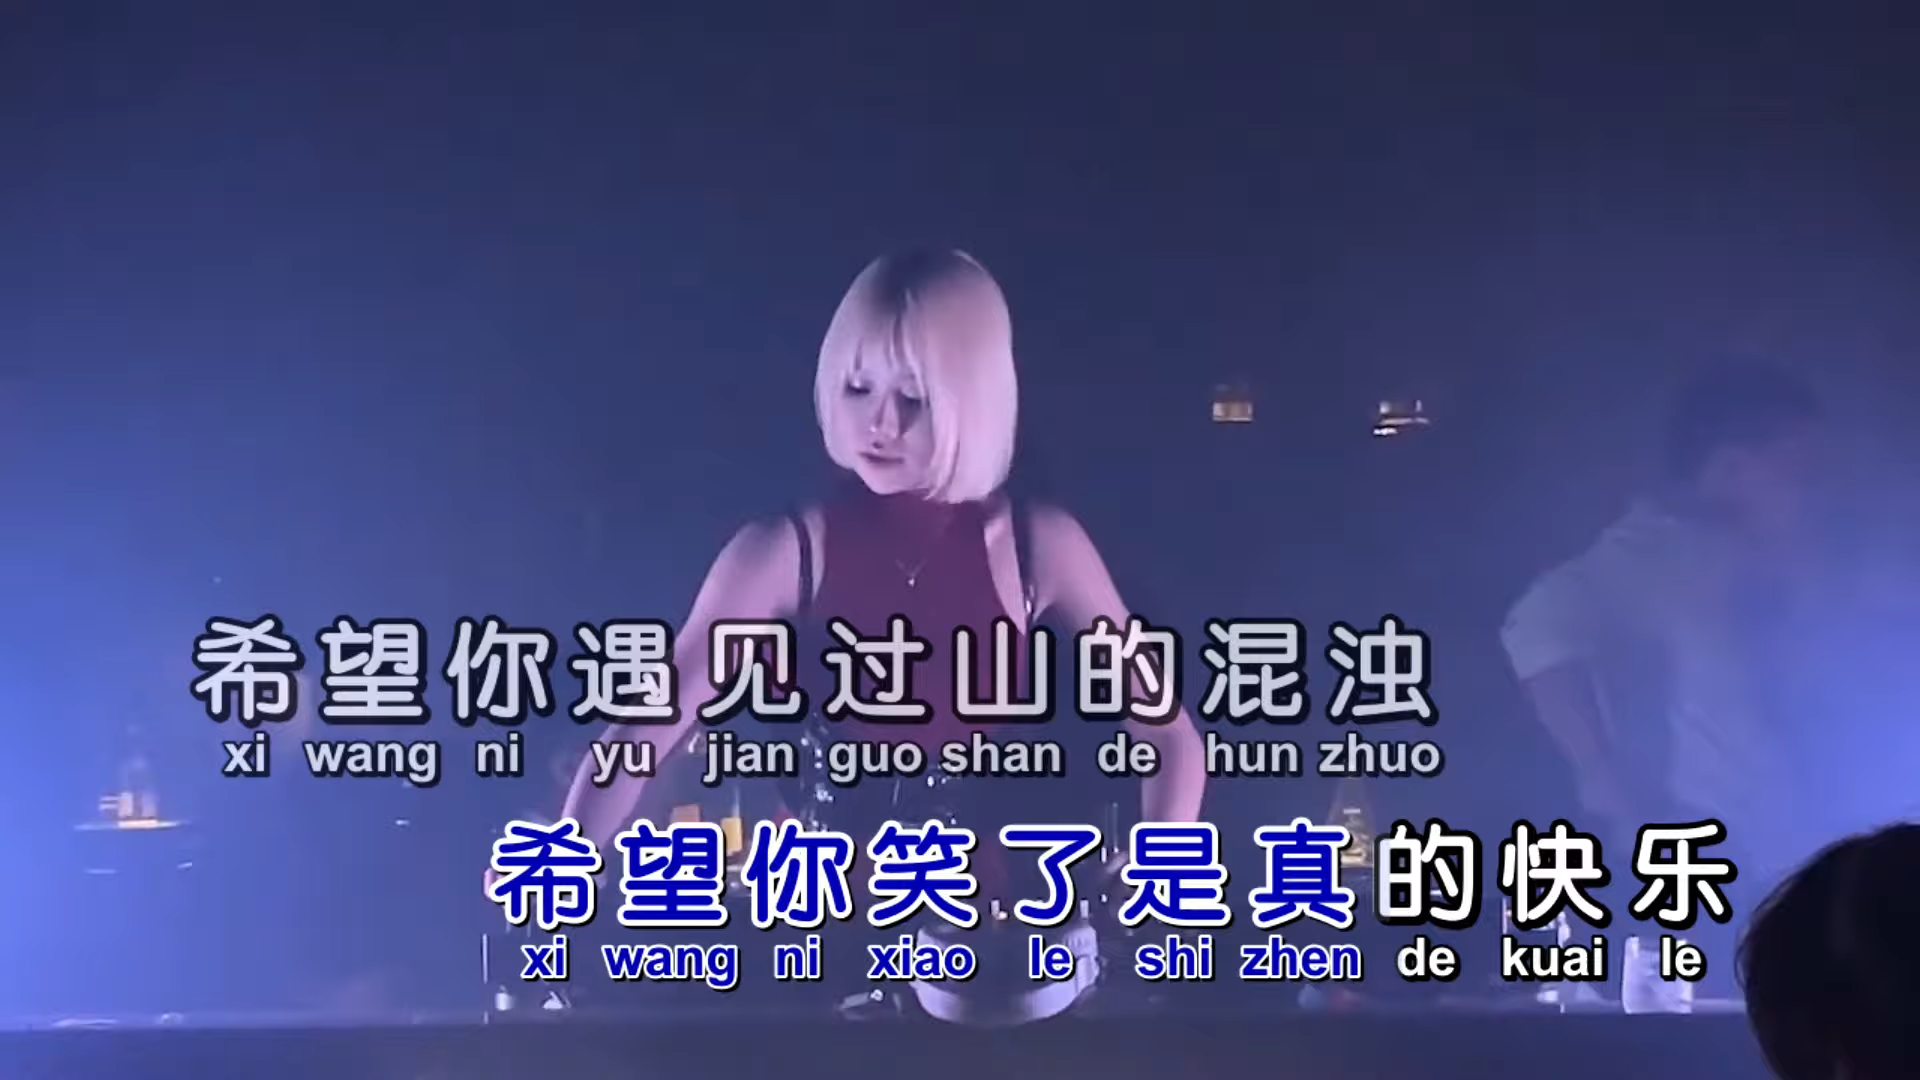 希望你遇见过山的混浊
xi wang ni yu jian guo shan de hun zhuo
希望你笑了是真的快乐
xi wang ni xiao le shi zhen de kuai le